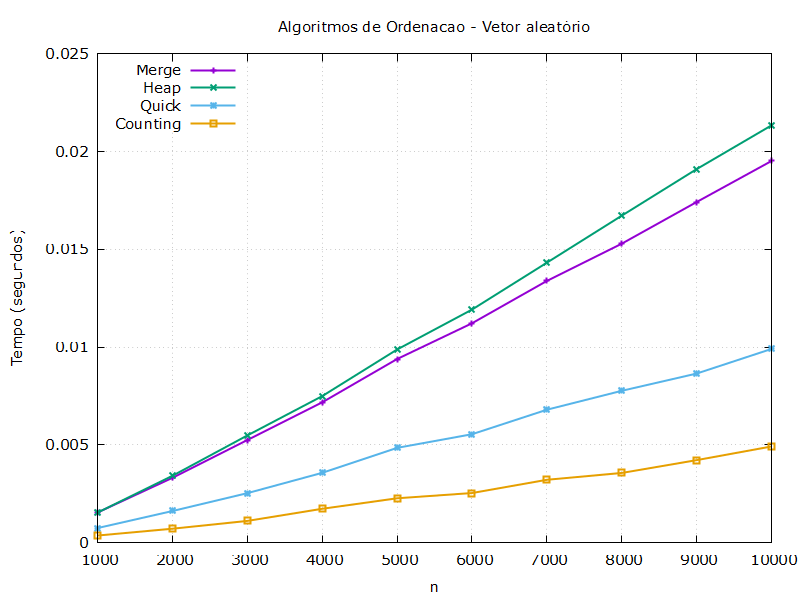 Algoritmos de Ordenacao - Vetor aleatório
Merge
Heap
Quick
Counting
0.025
0.02
0.015
0.01
0.005
0
Tempo (segundos)
1000 2000 3000 4000 5000 6000 7000 8000 9000 10000
n